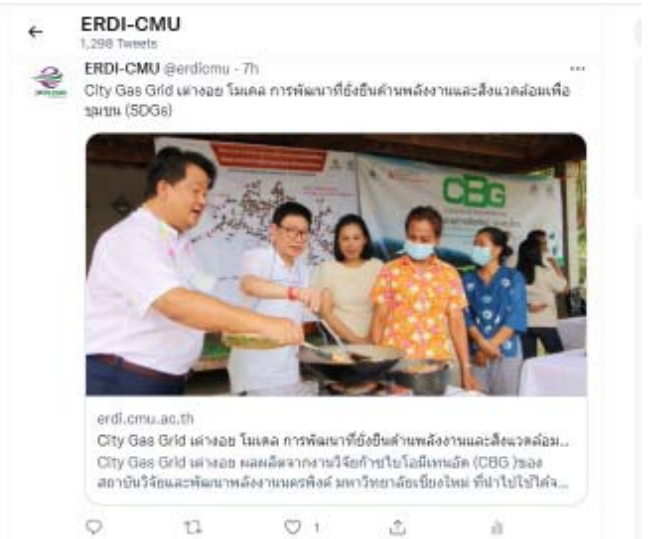 ERDI-CMU
1,298 Tweets
ERDI-CMU @erdicmu - 7h
City Gas Grid เต่างอย โมเดล การพัฒนาที่ยั่งยืนด้านพลังงานและสิ่งแวดล้อมเพื่อ
ชุมชน (SDGs)
CBG
erdi.cmu.ac.th
City Gas Grid เต่างอย โมเดล การพัฒนาที่ยั่งยืนด้านพลังงานและสิ่งแวดล้อม...
City Gas Grid เต่างอย ผลผลิตจากงานวิจัยก๊าซไบโอมีเทนอัด (CBG )ของ
สถาบันวิจัยและพัฒนาพลังงานนครพิงค์ มหาวิทยาลัยเชียงใหม่ ที่นำไปใช้ได้จ...
1